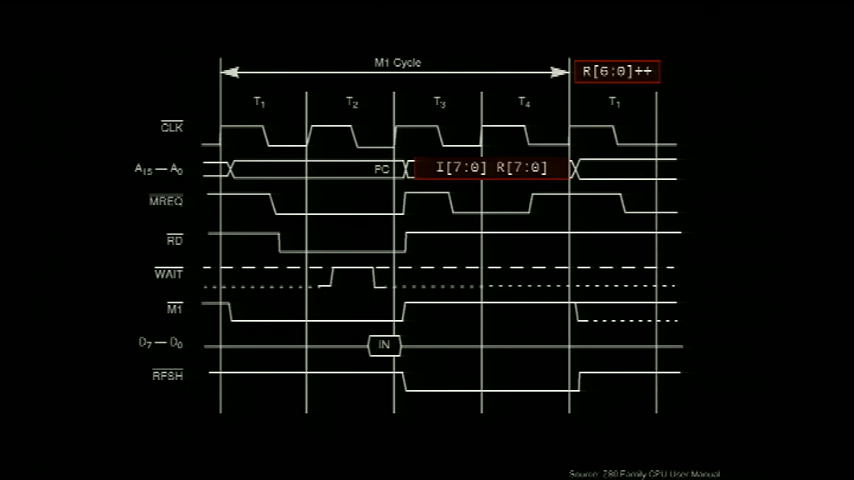 M1 Cycle
R[6:0]++
T1 T2 T3 T4 T1
CLK
A15—A0 PC I[7:0] R[7:0]
MREQ
RD
WAIT
M1
D7—D0 IN
RFSH
Source: Z80 Family CPU User Manual